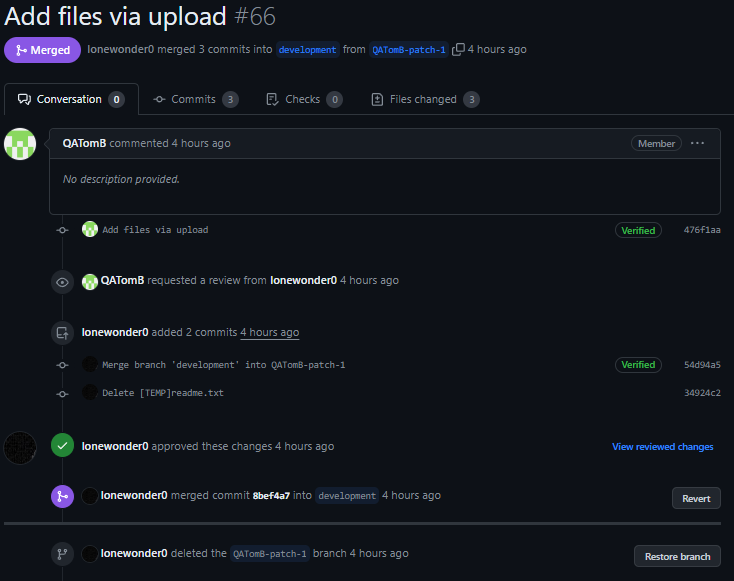 Add files via upload #66
Merged lonewonder0 merged 3 commits into development from QATomB-patch-1 4 hours ago
Conversation 0 Commits 3 Checks 0 Files changed 3
QATomB commented 4 hours ago Member ...
No description provided.
Add files via upload Verified 476f1aa
QATomB requested a review from lonewonder0 4 hours ago
lonewonder0 added 2 commits 4 hours ago
Merge branch 'development' into QATomB-patch-1 Verified 54d94a5
Delete [TEMP]readme.txt 34924c2
lonewonder0 approved these changes 4 hours ago View reviewed changes
lonewonder0 merged commit 8bef4a7 into development 4 hours ago Revert
lonewonder0 deleted the QATomB-patch-1 branch 4 hours ago Restore branch